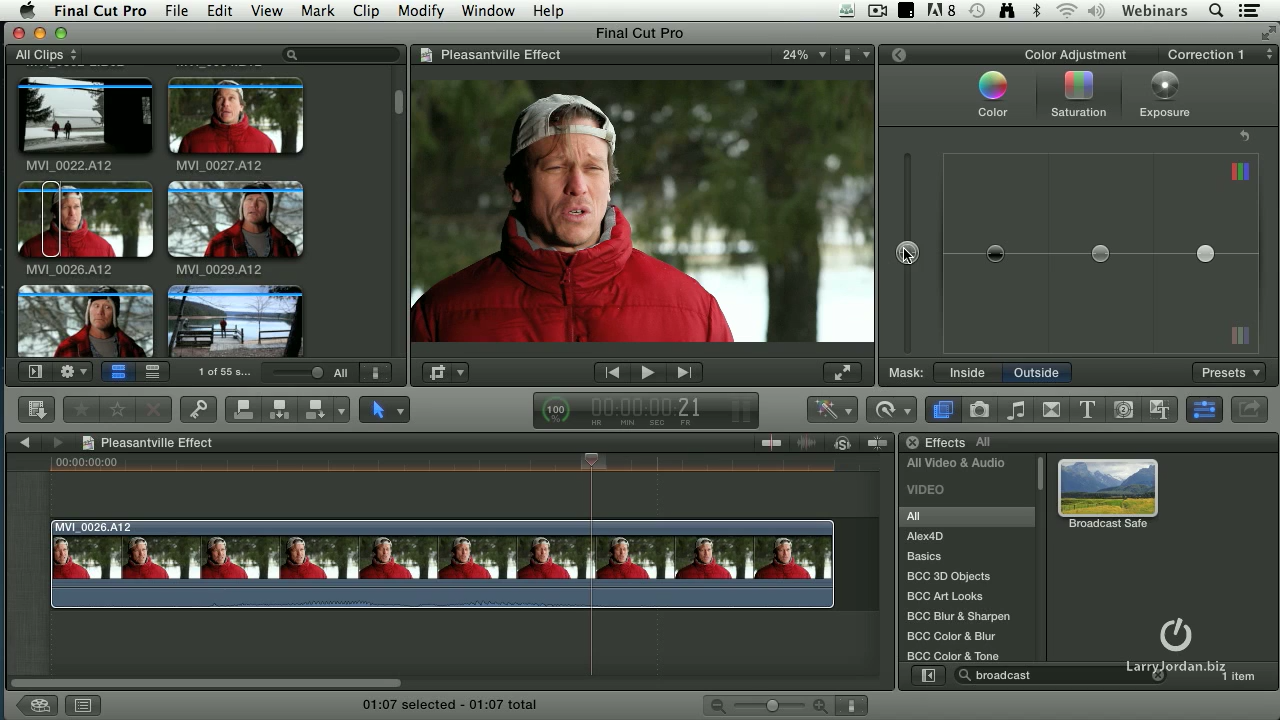 Final Cut Pro File Edit View Mark Clip Modify Window Help 8 Webinars
Final Cut Pro
All Clips
Pleasantville Effect 24%
Color Adjustment Correction 1
Color Saturation Exposure
MVI_0022.A12 MVI_0027.A12
MVI_0026.A12 MVI_0029.A12
1 of 55 s... All
Mask: Inside Outside Presets
100 % 00:00:00:21
HR MIN SEC FR
Pleasantville Effect
Effects All
00:00:00:00
All Video & Audio
VIDEO
All
Alex4D
Basics
BCC 3D Objects
BCC Art Looks
BCC Blur & Sharpen
BCC Color & Blur
BCC Color & Tone
Broadcast Safe
MVI_0026.A12
LarryJordan.biz
broadcast 1 item
01:07 selected - 01:07 total